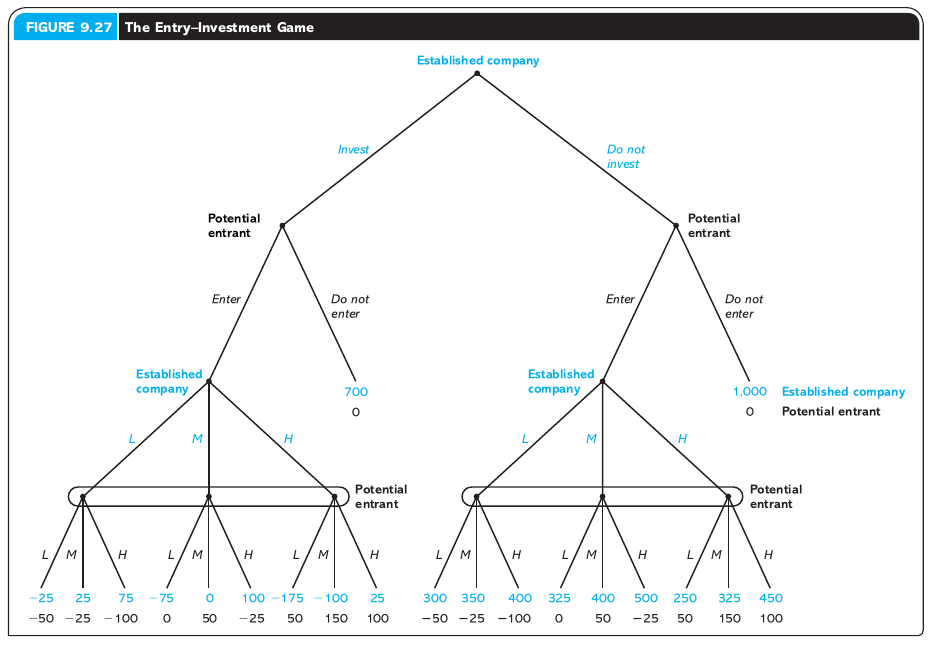 FIGURE 9.27 The Entry–Investment Game
Established company
Invest
Do not
invest
Potential
entrant
Potential
entrant
Enter
Do not
enter
Enter
Do not
enter
Established
company
700
0
Established
company
1,000 Established company
0 Potential entrant
L M H L M H
Potential
entrant
Potential
entrant
L M H L M H L M H L M H L M H L M H
−25 25 75 −75 0 100 −175 −100 25 300 350 400 325 400 500 250 325 450
−50 −25 −100 0 50 −25 50 150 100 −50 −25 −100 0 50 −25 50 150 100